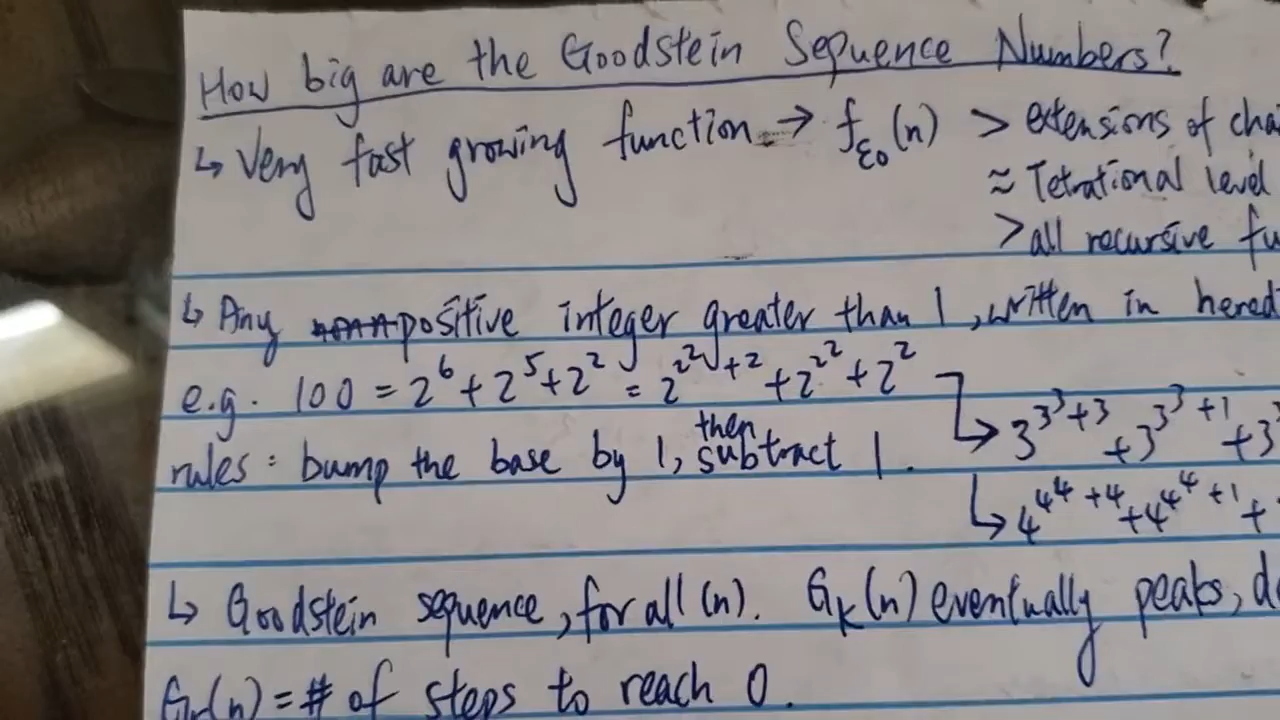 How big are the Goodstein Sequence Numbers?
↳ Very fast growing function → f_ε₀(n) > extensions of
≈ Tetrational level
> all recursive
↳ Any positive integer greater than 1, written in
e.g. 100 = 2^6 + 2^5 + 2^2 = 2^(2^2+2) + 2^(2^2) + 2^2
↳ 3^(3^3+3) + 3^(3^3+1) + 3
rules: bump the base by 1, then subtract 1.
↳ 4^(4^4+4) + 4^(4^4+1) +
↳ Goodstein sequence, for all (n). G_k(n) eventually peaks,
(n) = # of steps to reach 0.